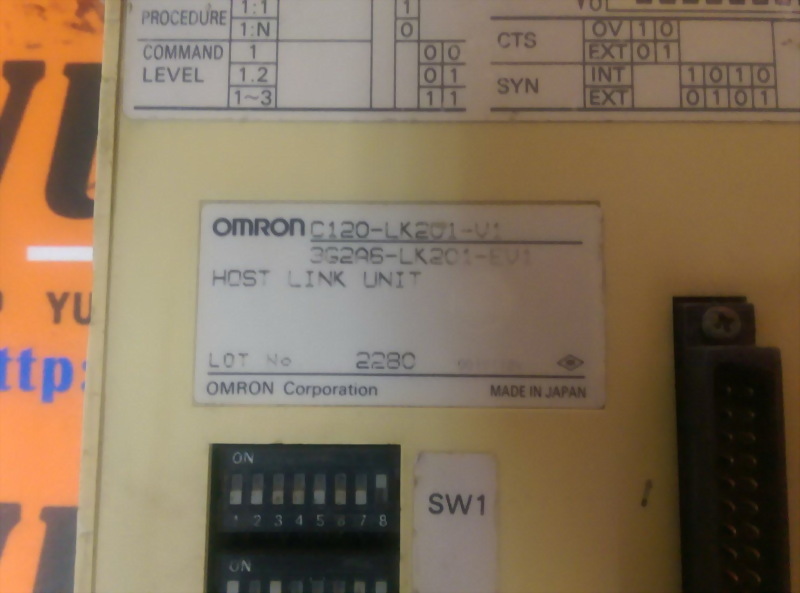 PROCEDURE 1:1 1
1:N 0
COMMAND LEVEL 1 0 0
1.2 0 1
1~3 1 1
CTS 0V 1 0
EXT 0 1
SYN INT 1 0 1 0
EXT 0 1 0 1
OMRON C120-LK201-V1
3G2A6-LK201-EV1
HOST LINK UNIT
LOT No 2280
OMRON Corporation MADE IN JAPAN
ON
1 2 3 4 5 6 7 8
SW1
ON
YU
ttp: